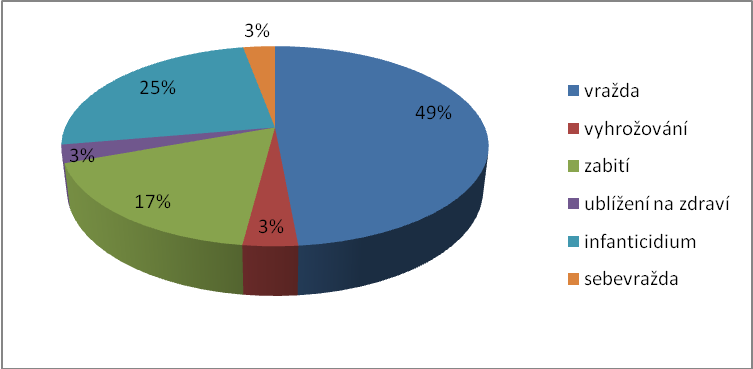 3%
25%
49%
3%
17%
3%
vražda
vyhrožování
zabití
ublížení na zdraví
infanticidium
sebevražda